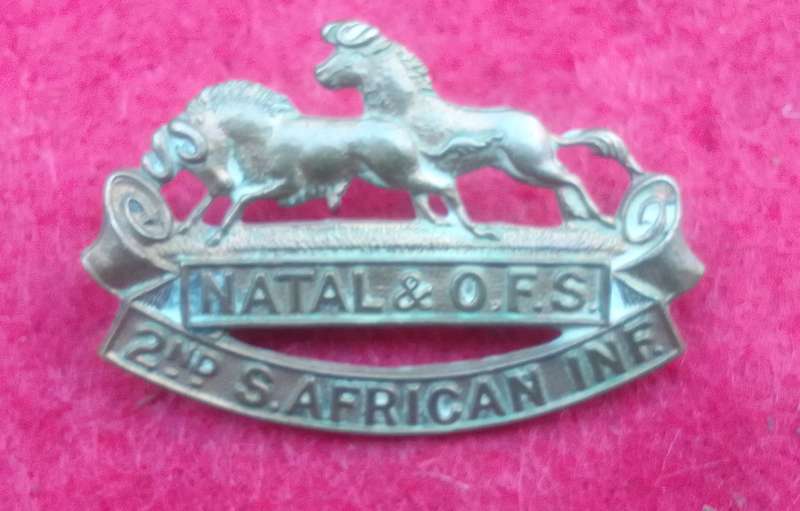 NATAL & O.F.S.
2ND S. AFRICAN INF.